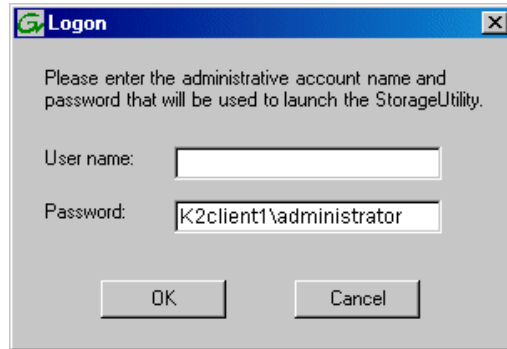 Logon
Please enter the administrative account name and
password that will be used to launch the StorageUtility.
User name:
Password: K2client1\administrator
OK Cancel